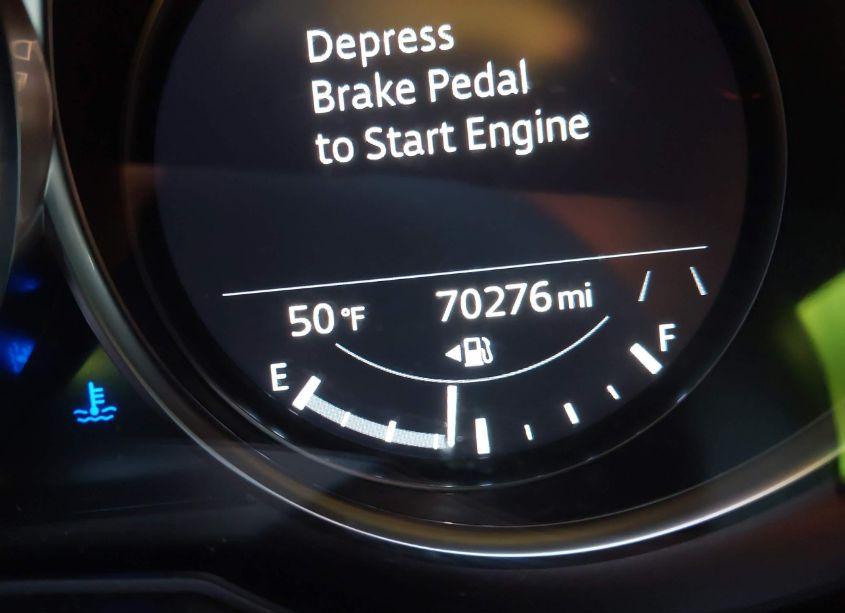 Depress
Brake Pedal
to Start Engine
50 °F 70276 mi
E F